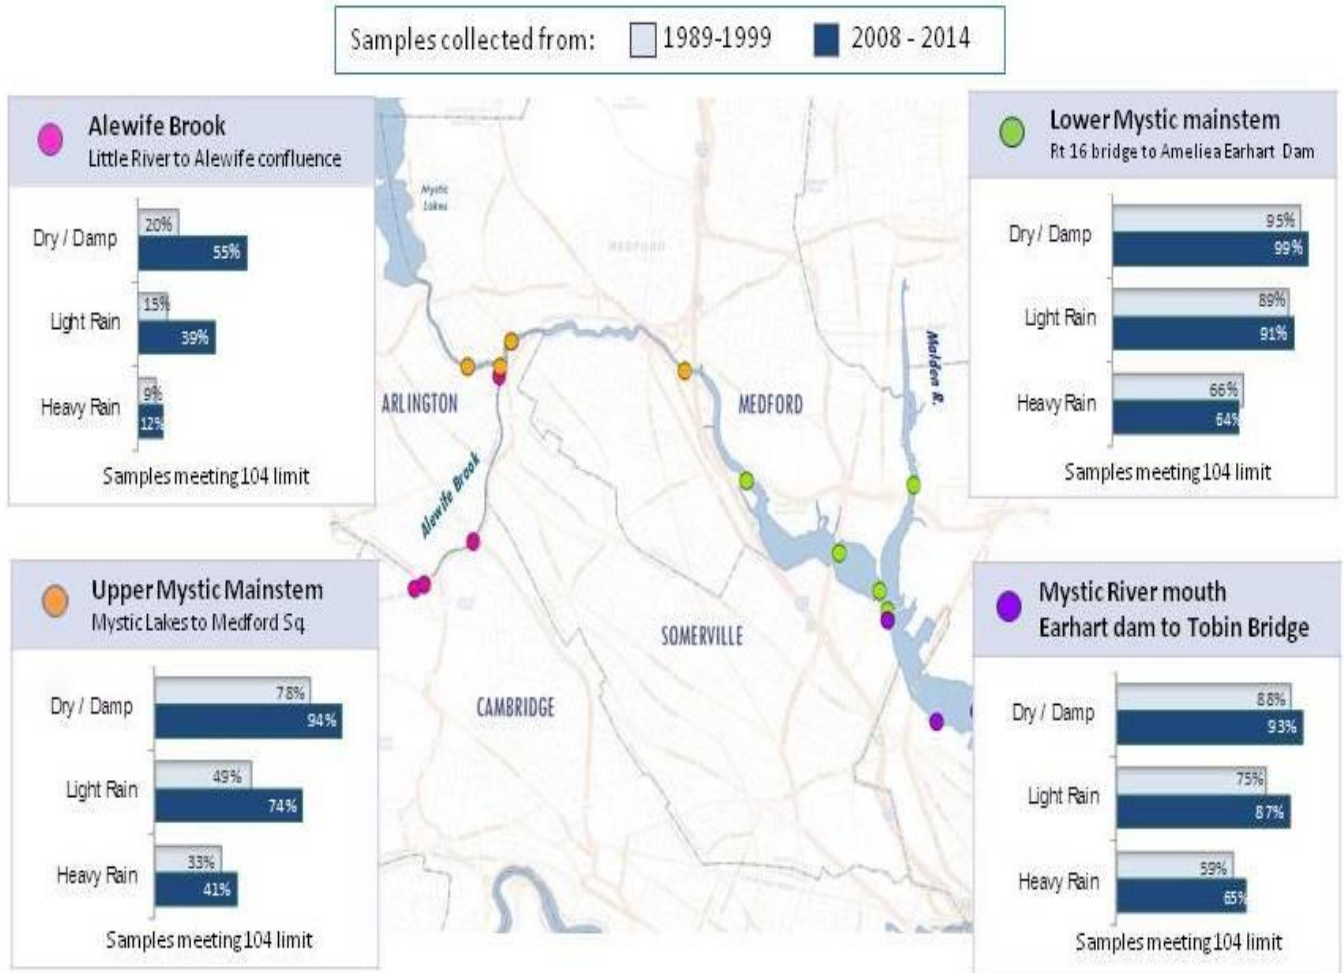 Samples collected from: 1989-1999 2008 - 2014
Alewife Brook
Little River to Alewife confluence
Dry / Damp
20%
55%
Light Rain
15%
39%
Heavy Rain
9%
12%
Samples meeting 104 limit
Upper Mystic Mainstem
Mystic Lakes to Medford Sq
Dry / Damp
78%
94%
Light Rain
49%
74%
Heavy Rain
33%
41%
Samples meeting 104 limit
Mystic
Lakes
MEDFORD
ARLINGTON
MEDFORD
Malden R.
Alewife Brook
SOMERVILLE
CAMBRIDGE
Lower Mystic mainstem
Rt 16 bridge to Ameliea Earhart Dam
Dry / Damp
95%
99%
Light Rain
89%
91%
Heavy Rain
66%
64%
Samples meeting 104 limit
Mystic River mouth
Earhart dam to Tobin Bridge
Dry / Damp
88%
93%
Light Rain
75%
87%
Heavy Rain
59%
65%
Samples meeting 104 limit